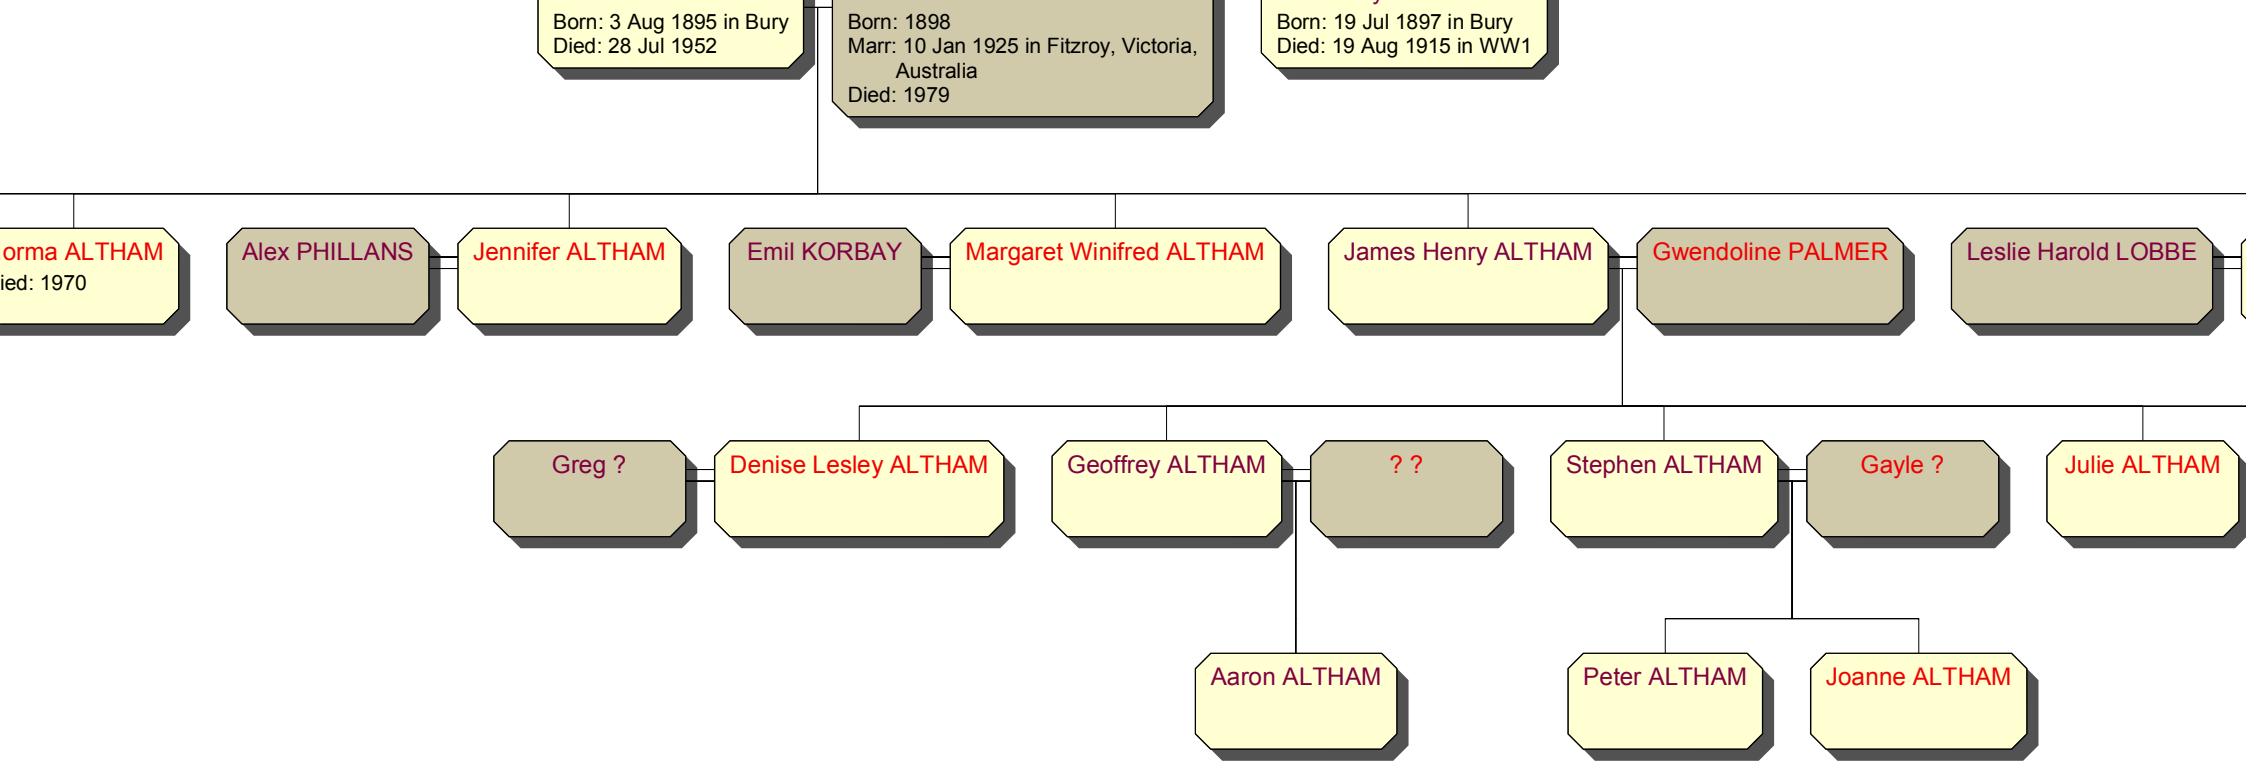 Born: 3 Aug 1895 in Bury
Died: 28 Jul 1952
Born: 1898
Marr: 10 Jan 1925 in Fitzroy, Victoria,
Australia
Died: 1979
Born: 19 Jul 1897 in Bury
Died: 19 Aug 1915 in WW1
orma ALTHAM
ied: 1970
Alex PHILLANS
Jennifer ALTHAM
Emil KORBAY
Margaret Winifred ALTHAM
James Henry ALTHAM
Gwendoline PALMER
Leslie Harold LOBBE
Greg ?
Denise Lesley ALTHAM
Geoffrey ALTHAM
? ?
Stephen ALTHAM
Gayle ?
Julie ALTHAM
Aaron ALTHAM
Peter ALTHAM
Joanne ALTHAM